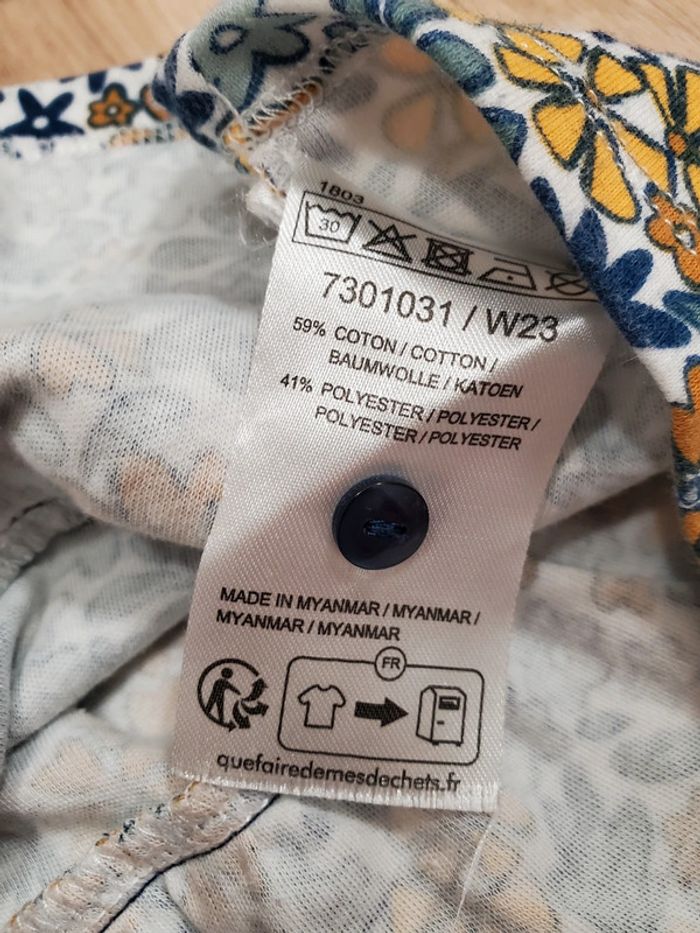 1803
30
7301031 / W23
59% COTON / COTTON /
BAUMWOLLE / KATOEN
41% POLYESTER / POLYESTER /
POLYESTER / POLYESTER
MADE IN MYANMAR / MYANMAR /
MYANMAR / MYANMAR
FR
quefairedemesdechets.fr